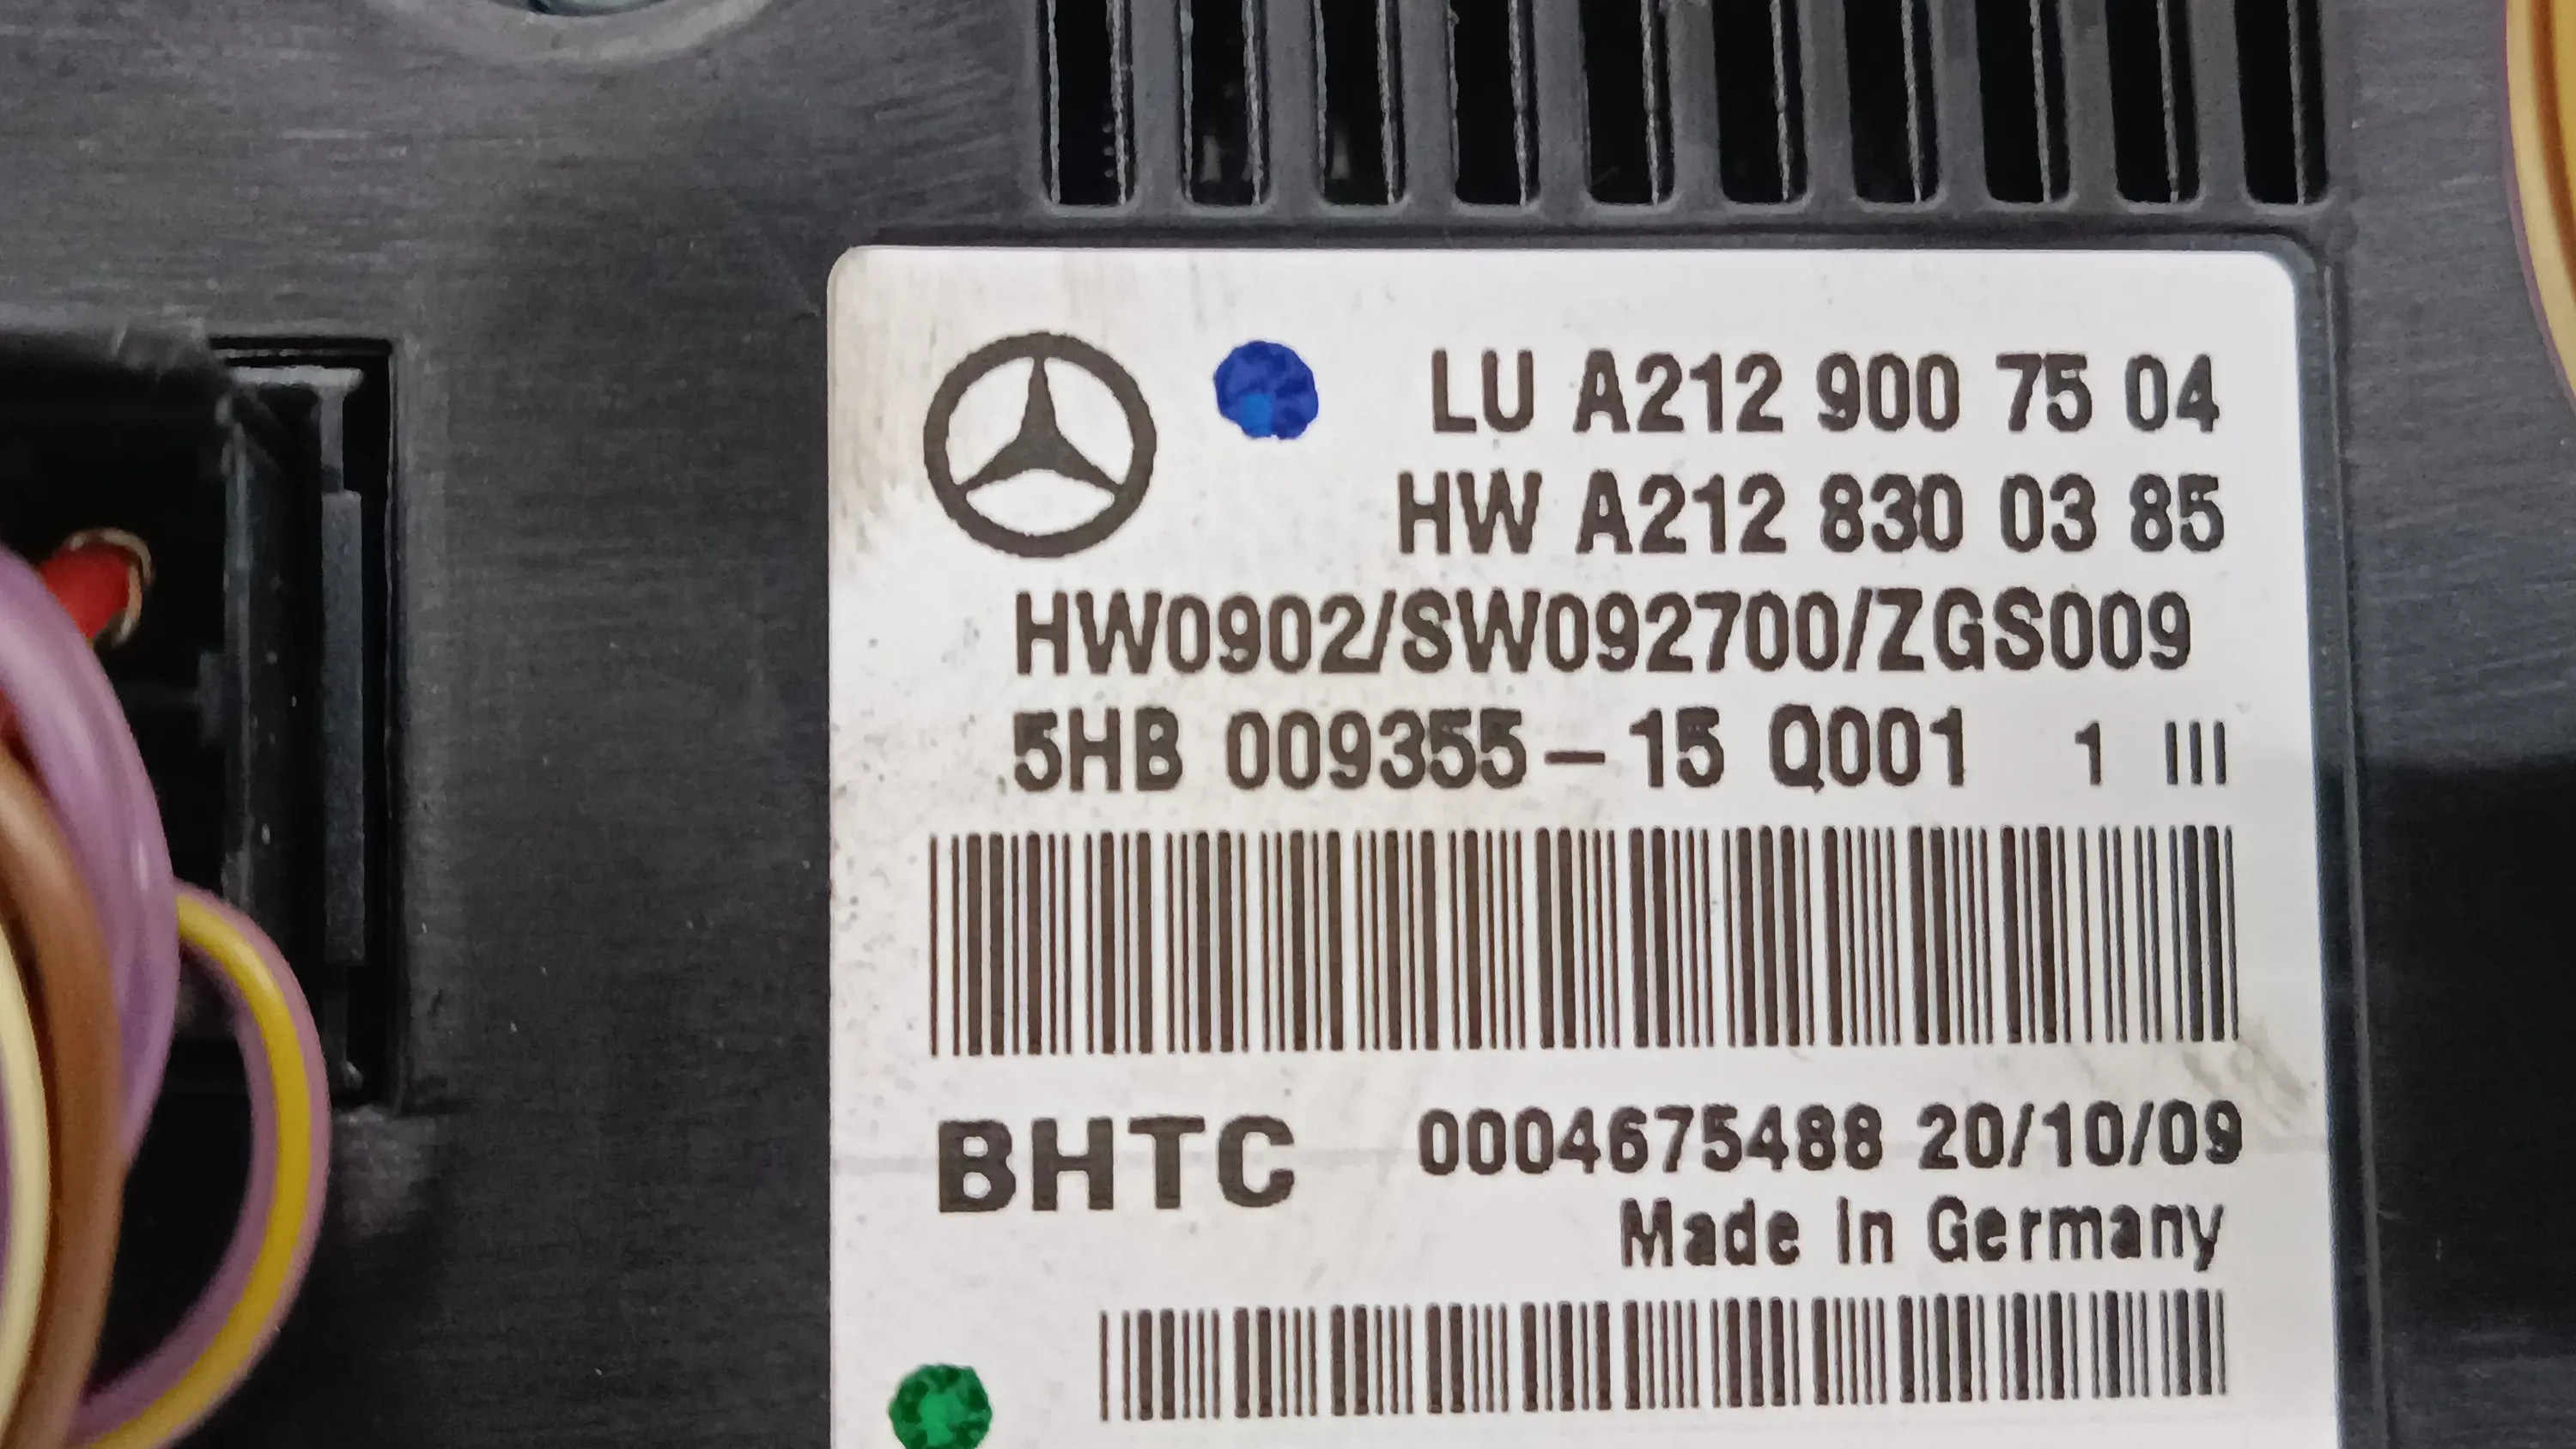 LU A212 900 75 04
HW A212 830 03 85
HW0902/SW092700/ZGS009
5HB 009355-15 Q001 1 III
BHTC 0004675488 20/10/09
Made In Germany